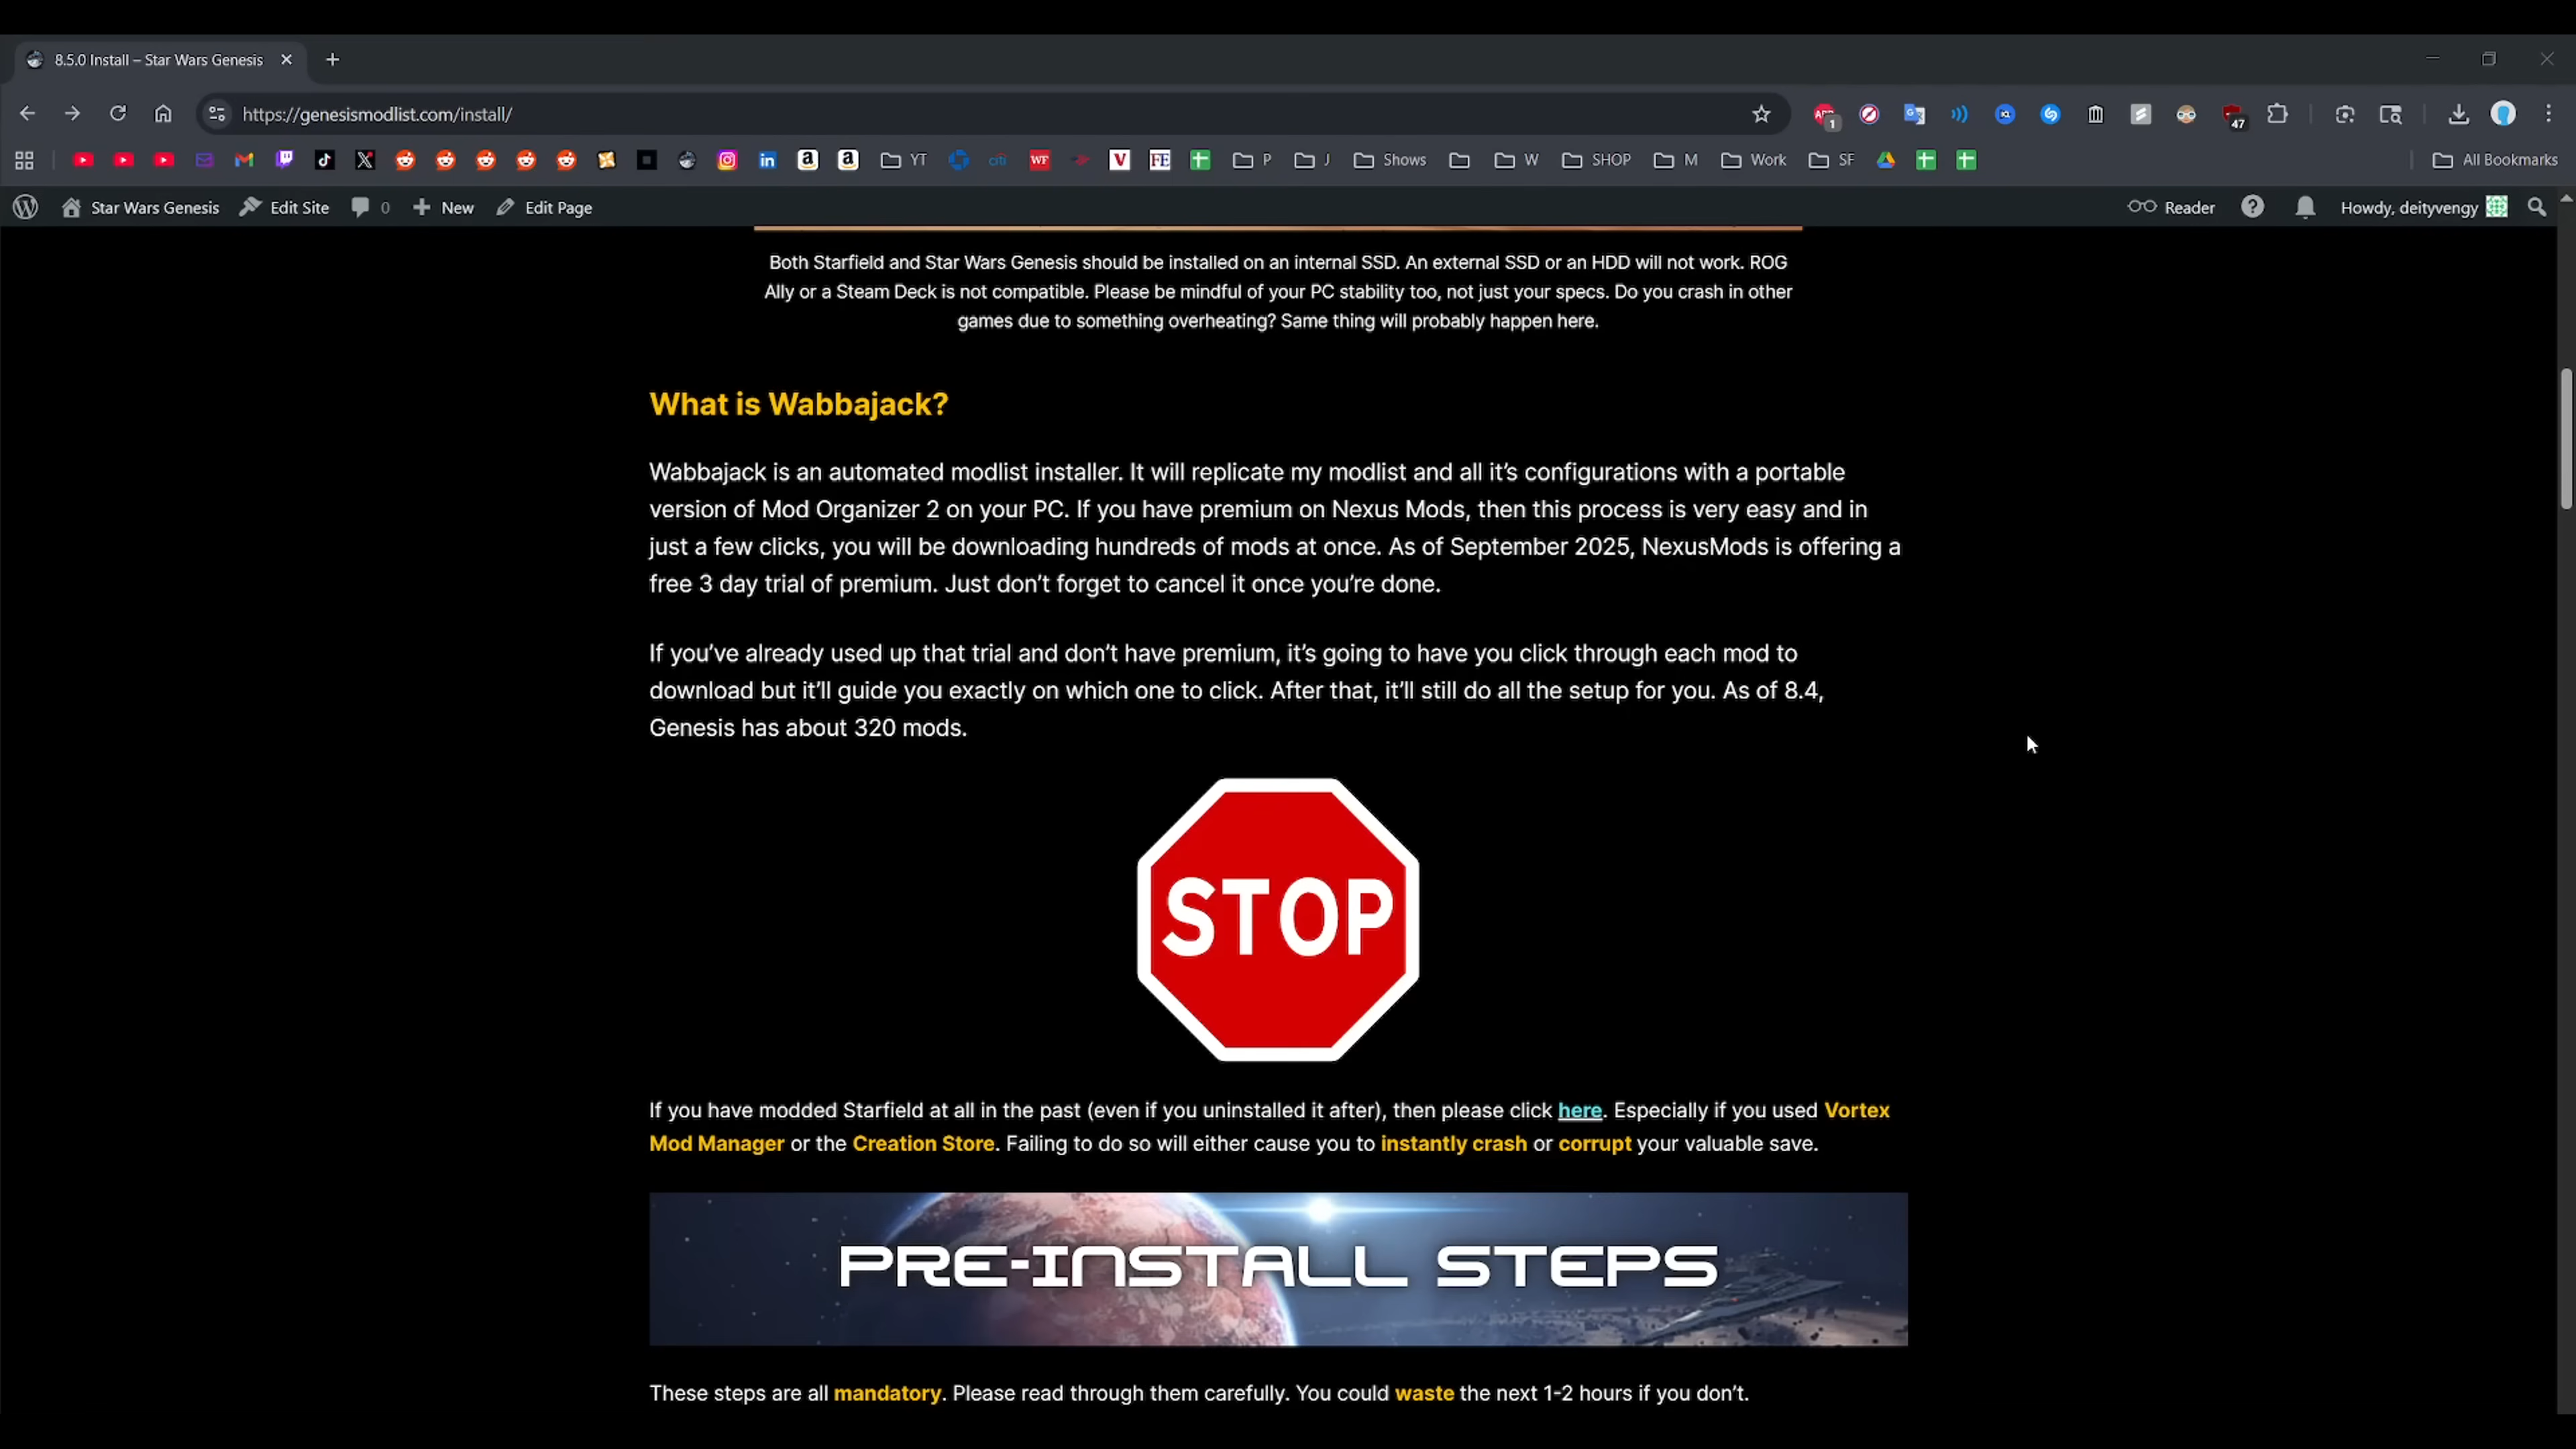 8.5.0 Install – Star Wars Genesis
https://genesismodlist.com/install/
1
47
YT
citi
WF
V
FE
P
J
Shows
W
SHOP
M
Work
SF
All Bookmarks
Star Wars Genesis
Edit Site
0
New
Edit Page
Reader
Howdy, deityvengy
Both Starfield and Star Wars Genesis should be installed on an internal SSD. An external SSD or an HDD will not work. ROG
Ally or a Steam Deck is not compatible. Please be mindful of your PC stability too, not just your specs. Do you crash in other
games due to something overheating? Same thing will probably happen here.
What is Wabbajack?
Wabbajack is an automated modlist installer. It will replicate my modlist and all it’s configurations with a portable
version of Mod Organizer 2 on your PC. If you have premium on Nexus Mods, then this process is very easy and in
just a few clicks, you will be downloading hundreds of mods at once. As of September 2025, NexusMods is offering a
free 3 day trial of premium. Just don’t forget to cancel it once you’re done.
If you’ve already used up that trial and don’t have premium, it’s going to have you click through each mod to
download but it’ll guide you exactly on which one to click. After that, it’ll still do all the setup for you. As of 8.4,
Genesis has about 320 mods.
STOP
If you have modded Starfield at all in the past (even if you uninstalled it after), then please click here. Especially if you used Vortex
Mod Manager or the Creation Store. Failing to do so will either cause you to instantly crash or corrupt your valuable save.
PRE-INSTALL STEPS
These steps are all mandatory. Please read through them carefully. You could waste the next 1-2 hours if you don’t.